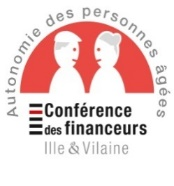 Autonomie des personnes âgées
Conférence
des financeurs
Ille & Vilaine